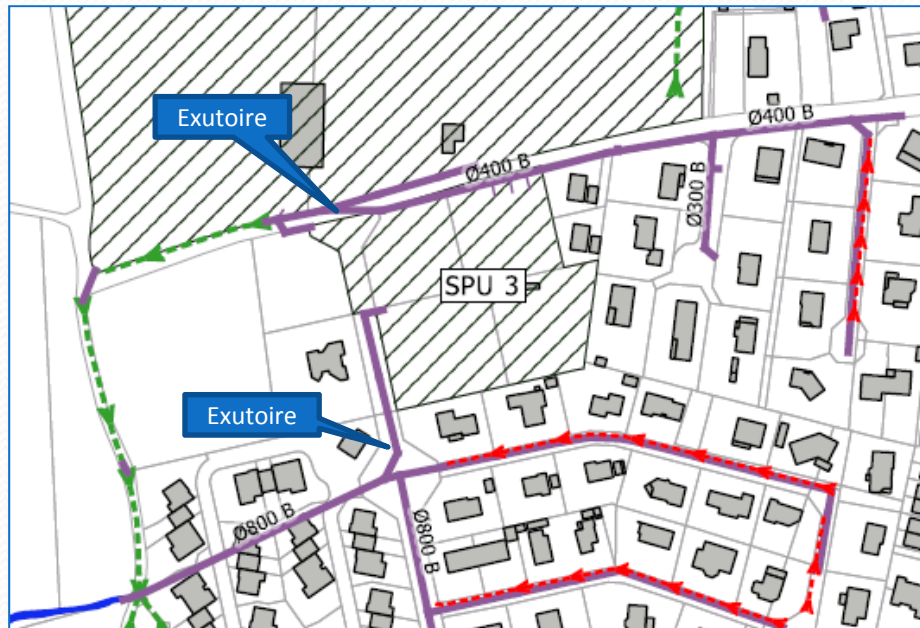 Exutoire
Ø400 B
Ø400 B
Ø300 B
SPU 3
Exutoire
Ø800 B
Ø800 B